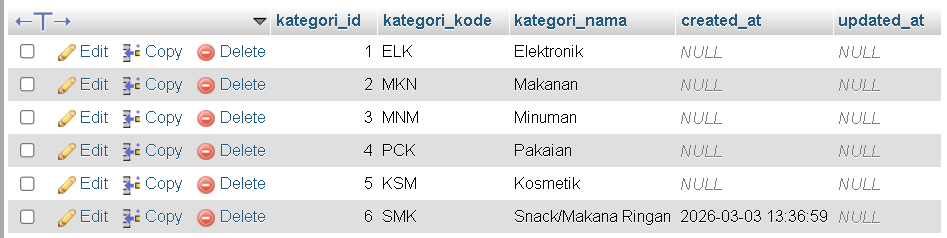 ←T→ kategori_id kategori_kode kategori_nama created_at updated_at
Edit Copy Delete 1 ELK Elektronik NULL NULL
Edit Copy Delete 2 MKN Makanan NULL NULL
Edit Copy Delete 3 MNM Minuman NULL NULL
Edit Copy Delete 4 PCK Pakaian NULL NULL
Edit Copy Delete 5 KSM Kosmetik NULL NULL
Edit Copy Delete 6 SMK Snack/Makana Ringan 2026-03-03 13:36:59 NULL